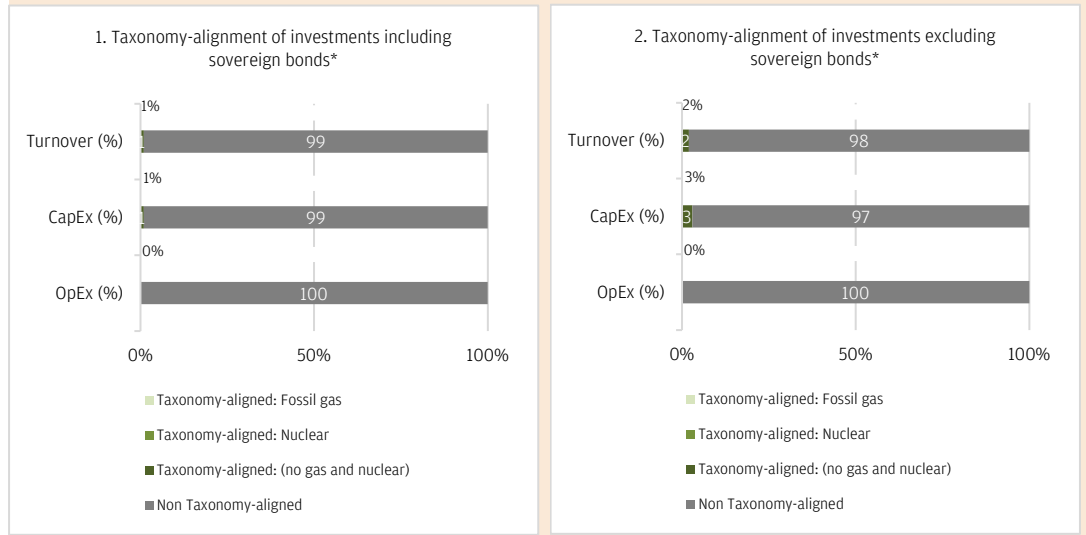 1. Taxonomy-alignment of investments including
sovereign bonds*
1%
Turnover (%)
1
99
1%
CapEx (%)
1
99
0%
OpEx (%)
100
0%
50%
100%
Taxonomy-aligned: Fossil gas
Taxonomy-aligned: Nuclear
Taxonomy-aligned: (no gas and nuclear)
Non Taxonomy-aligned
2. Taxonomy-alignment of investments excluding
sovereign bonds*
2%
Turnover (%)
2
98
3%
CapEx (%)
3
97
0%
OpEx (%)
100
0%
50%
100%
Taxonomy-aligned: Fossil gas
Taxonomy-aligned: Nuclear
Taxonomy-aligned: (no gas and nuclear)
Non Taxonomy-aligned